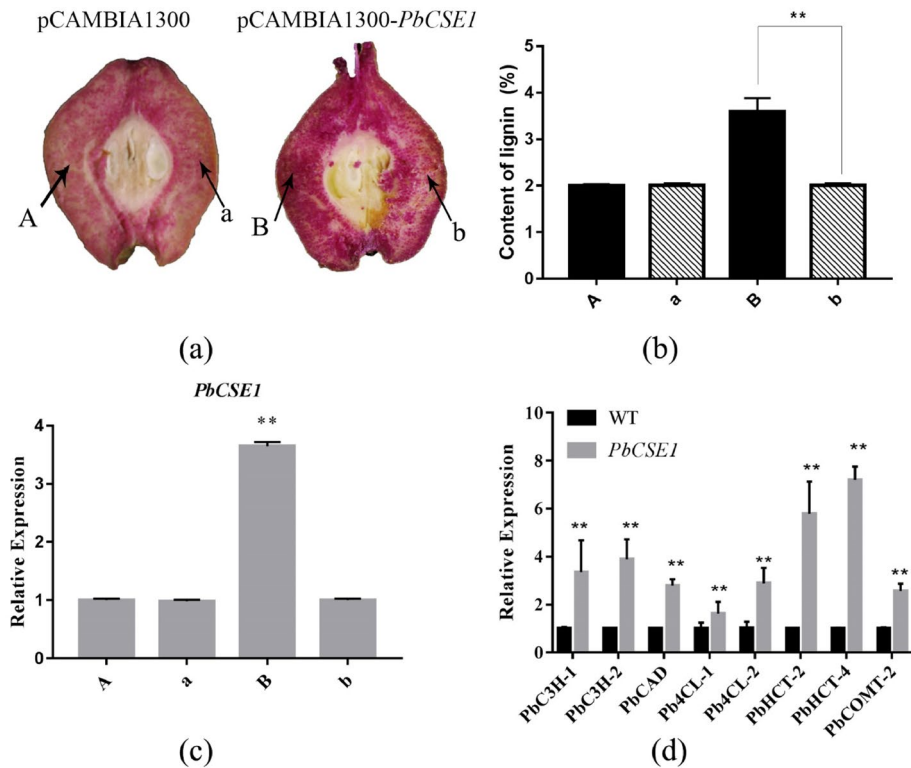 pCAMBIA1300 pCAMBIA1300-PbCSE1
A a B b
(a)
**
Content of lignin (%)
5
4
3
2
1
0
A a B b
(b)
PbCSE1
**
Relative Expression
4
3
2
1
0
A a B b
(c)
WT
PbCSE1
Relative Expression
10
8
6
4
2
0
** ** ** ** ** ** ** **
PbC3H-1 PbC3H-2 PbCAD Pb4CL-1 Pb4CL-2 PbHCT-2 PbHCT-4 PbCOMT-2
(d)